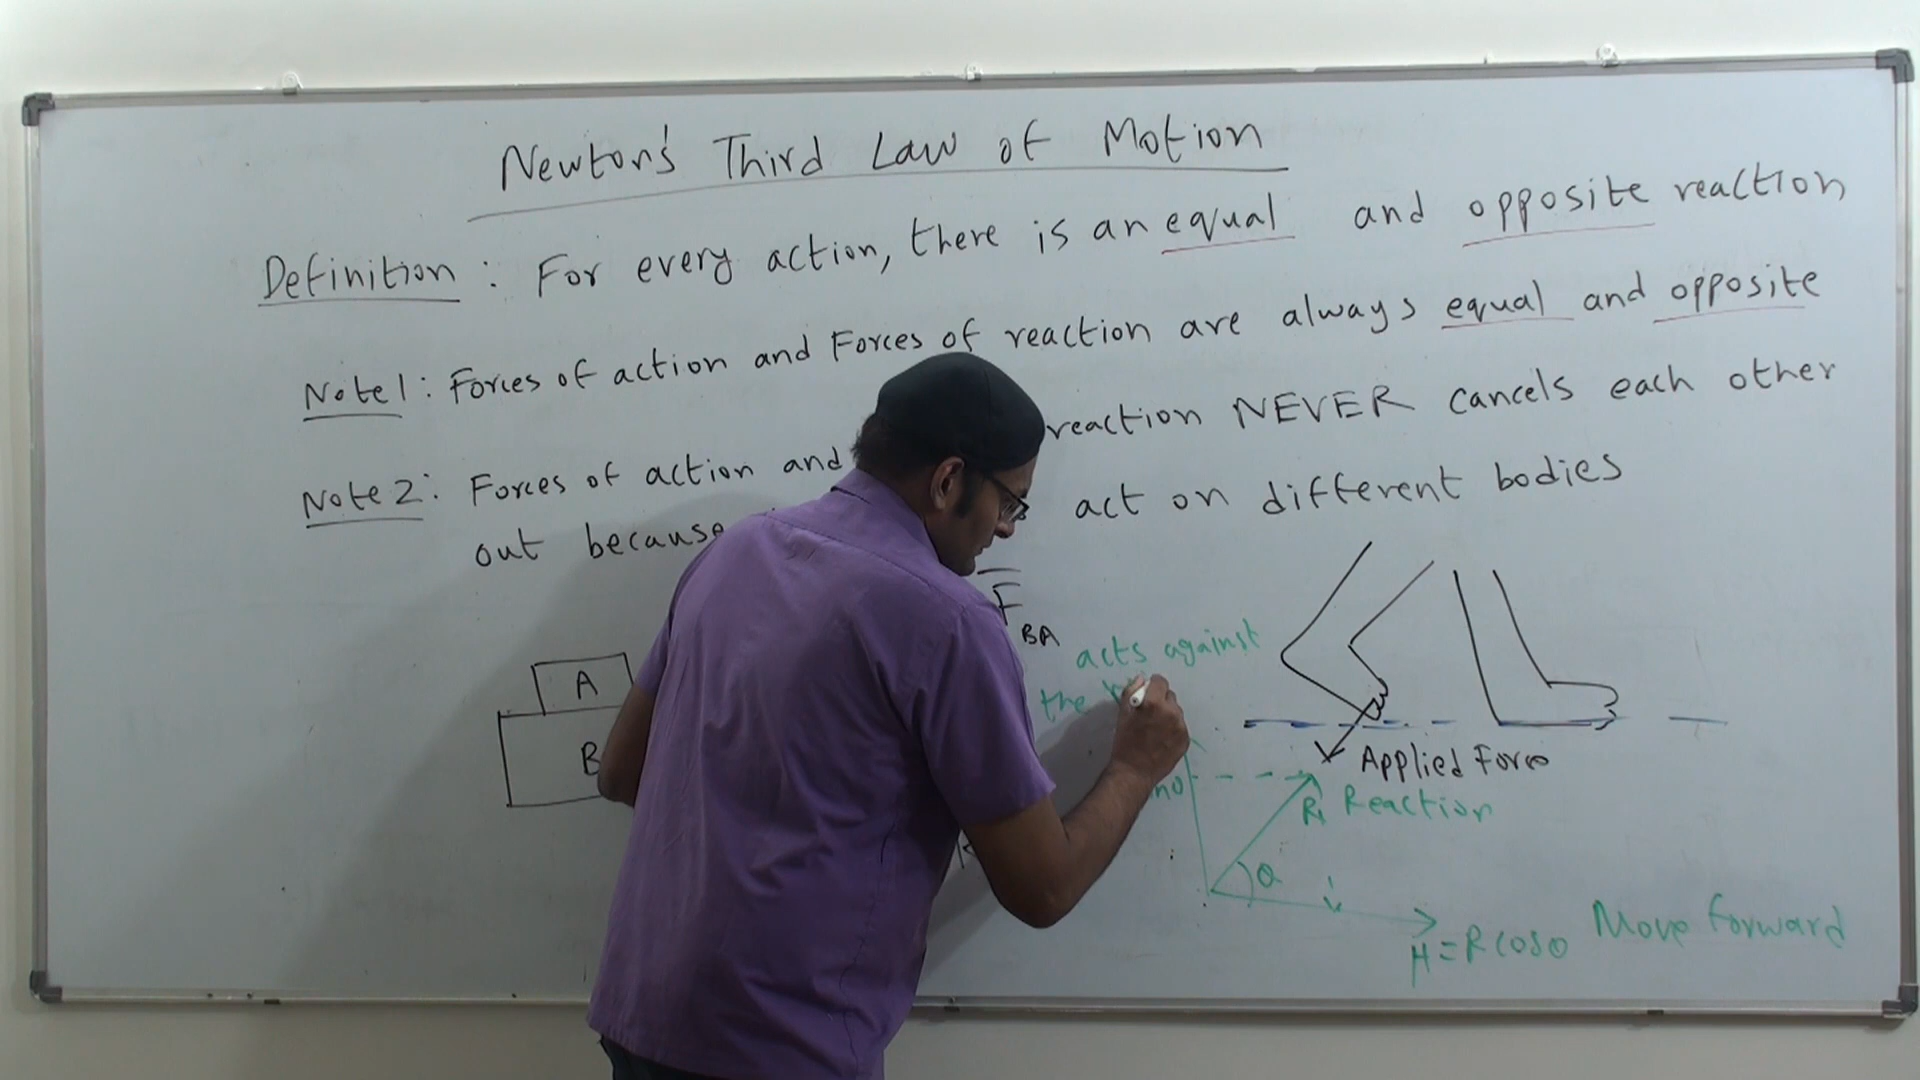 Newton's Third Law of Motion
Definition : For every action, there is an equal and opposite reaction
Note 1 : Forces of action and Forces of reaction are always equal and opposite
Note 2 : Forces of action and reaction NEVER cancels each other
out because act on different bodies
F
BA
acts against
the
A
B
Applied Force
R Reaction
θ
H = R cos θ Move forward